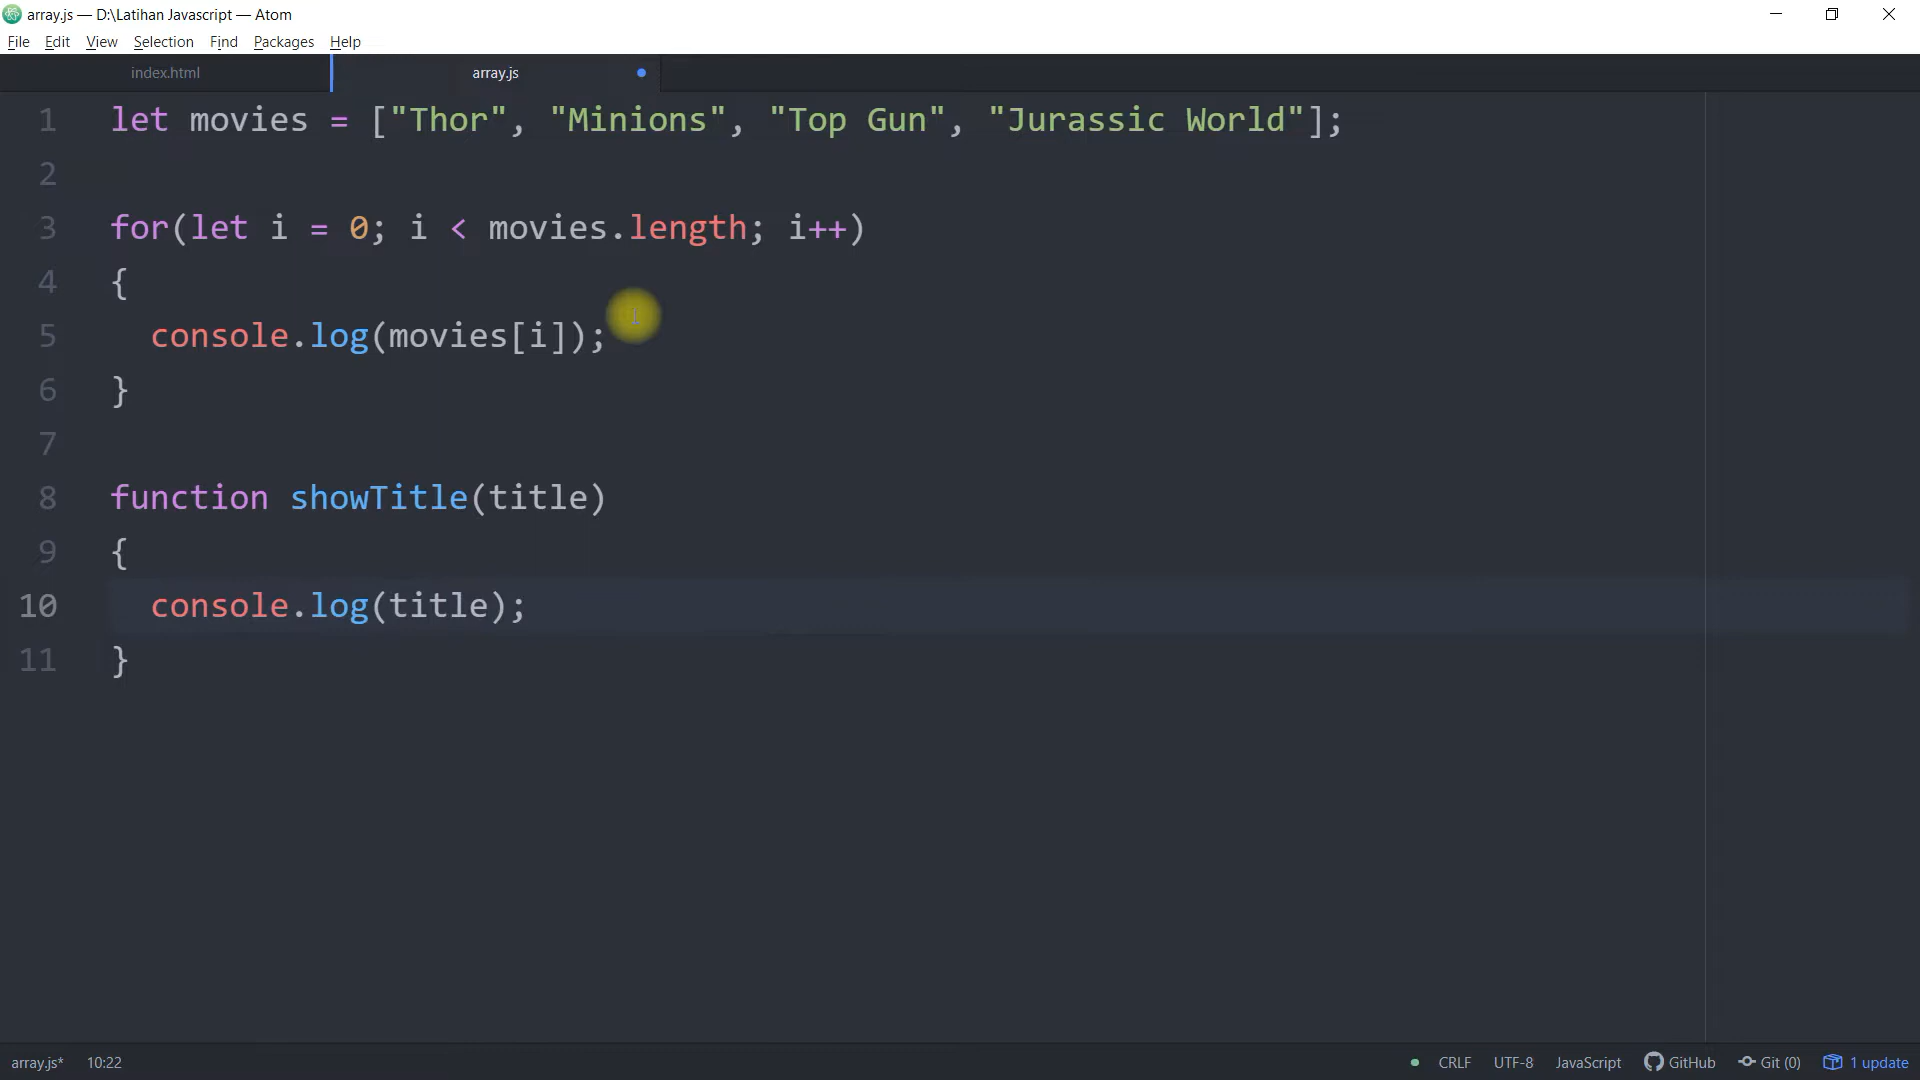 array.js — D:\Latihan Javascript — Atom
File Edit View Selection Find Packages Help
index.html array.js
1 let movies = ["Thor", "Minions", "Top Gun", "Jurassic World"];
2
3 for(let i = 0; i < movies.length; i++)
4 {
5 console.log(movies[i]);
6 }
7
8 function showTitle(title)
9 {
10 console.log(title);
11 }
array.js* 10:22 CRLF UTF-8 JavaScript GitHub Git (0) 1 update